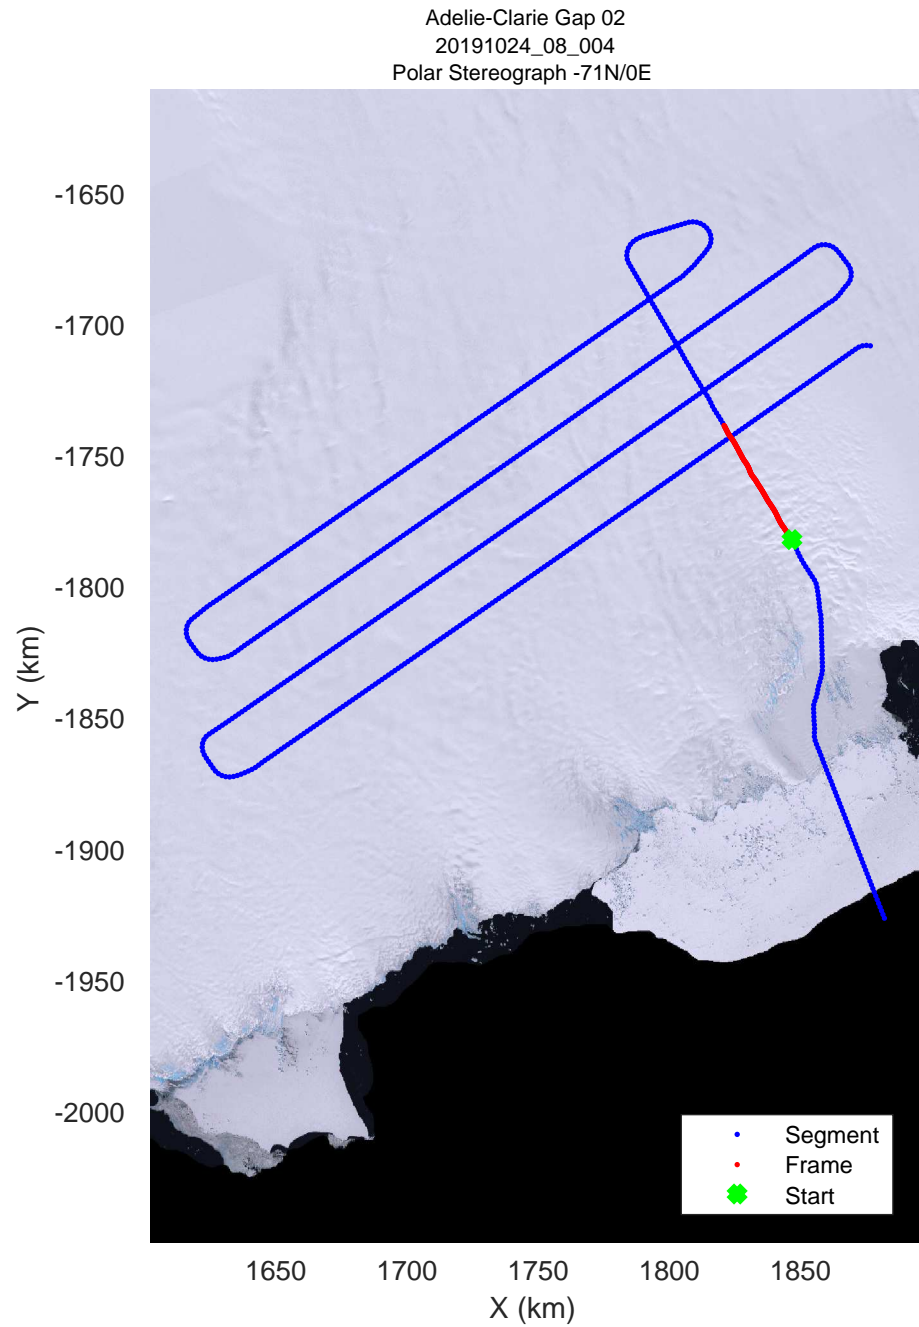 Adelie-Clarie Gap 02
20191024_08_004
Polar Stereograph -71N/0E
-1650
-1700
-1750
-1800
-1850
-1900
-1950
-2000
Y (km)
1650
1700
1750
1800
1850
X (km)
Segment
Frame
Start